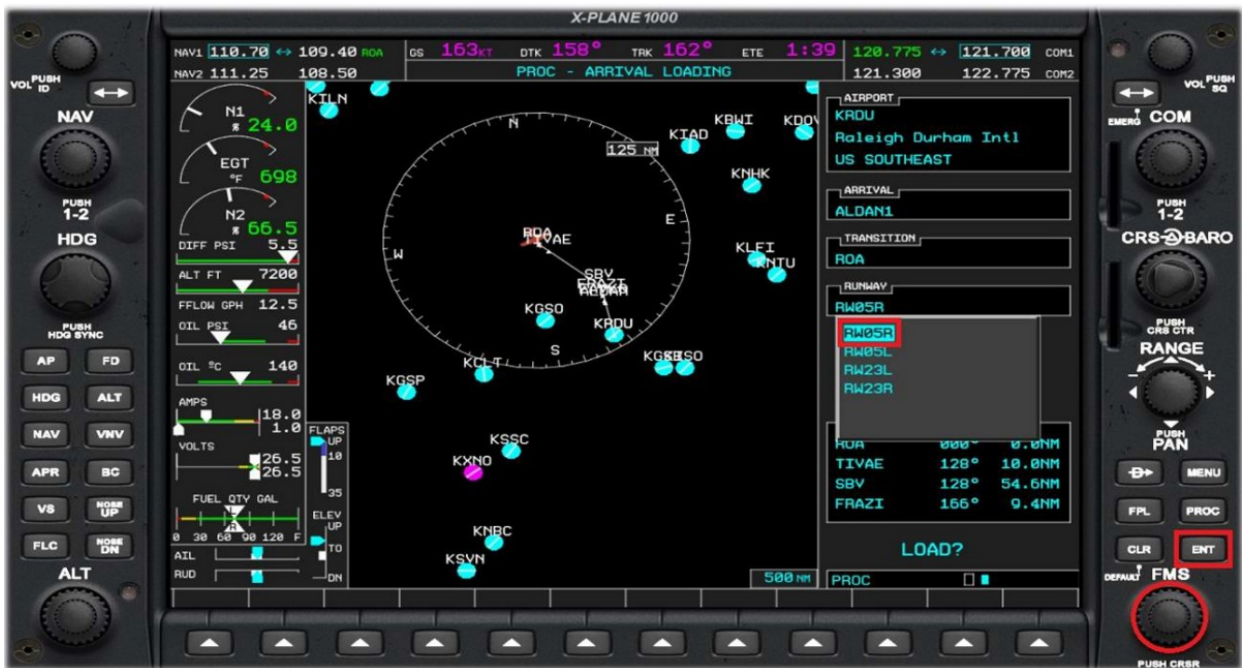 X-PLANE 1000
NAV1 110.70 ↔ 109.40 ROA
NAV2 111.25 108.50
GS 163KT DTK 158° TRK 162° ETE 1:39
PROC - ARRIVAL LOADING
120.775 ↔ 121.700 COM1
121.300 122.775 COM2
VOL PUSH ID
NAV
PUSH 1-2
HDG
PUSH HDG SYNC
AP FD
HDG ALT
NAV VNV
APR BC
VS NOSE UP
FLC NOSE DN
ALT
N1 % 24.0
EGT °F 698
N2 % 66.5
DIFF PSI 5.5
ALT FT 7200
FFLOW GPH 12.5
OIL PSI 46
OIL °C 140
AMPS
18.0
1.0
VOLTS
26.5
26.5
FUEL QTY GAL
L
R
0 30 60 90 120 F
AIL
RUD
FLAPS
UP
10
35
ELEV
UP
TO
DN
KILN
KIAD
KBWI
KNHK
KLFI
KNTU
N
E
S
W
125 NM
ROA
TIVAE
SBV
FRAZI
KGSO
KRDU
KCLT
KGSP
KSSC
KXNO
KNBC
KSVN
500 NM
AIRPORT
KRDU
Raleigh Durham Intl
US SOUTHEAST
ARRIVAL
ALDAN1
TRANSITION
ROA
RUNWAY
RW05R
RW05R
RW05L
RW23L
RW23R
ROA 000° 0.0NM
TIVAE 128° 10.0NM
SBV 128° 54.6NM
FRAZI 166° 9.4NM
LOAD?
PROC
VOL PUSH SQ
EMERG COM
PUSH 1-2
CRS BARO
PUSH CRS CTR
RANGE
- +
PUSH PAN
D MENU
FPL PROC
CLR ENT
DEFAULT FMS
PUSH CRSR